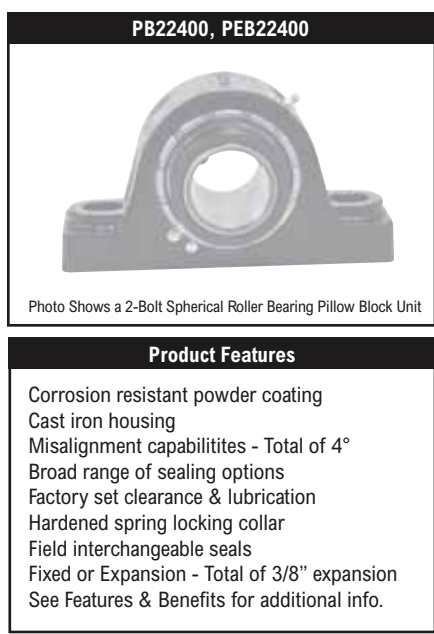 PB22400, PEB22400
Photo Shows a 2-Bolt Spherical Roller Bearing Pillow Block Unit
Product Features
Corrosion resistant powder coating
Cast iron housing
Misalignment capabilitites - Total of 4°
Broad range of sealing options
Factory set clearance & lubrication
Hardened spring locking collar
Field interchangeable seals
Fixed or Expansion - Total of 3/8” expansion
See Features & Benefits for additional info.